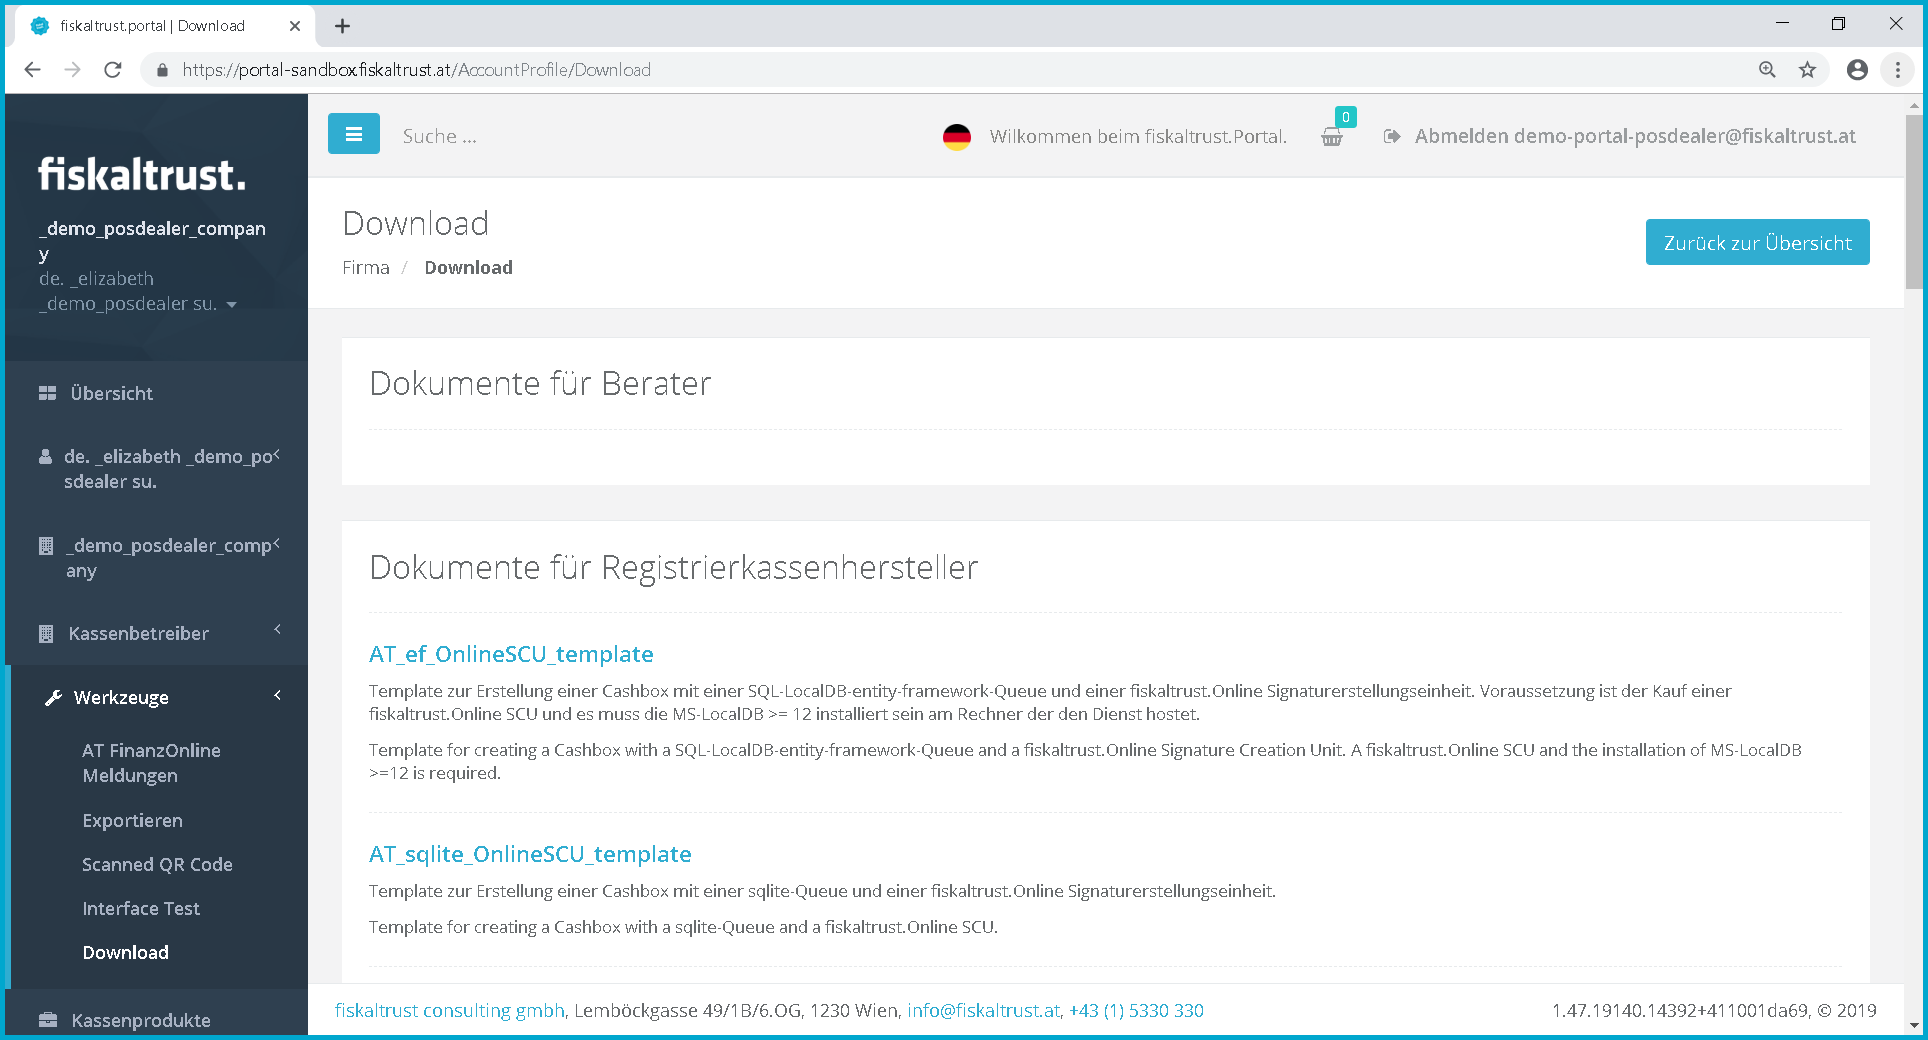 fiskaltrust.portal | Download
https://portal-sandbox.fiskaltrust.at/AccountProfile/Download
fiskaltrust.
_demo_posdealer_compan
y
de. _elizabeth
_demo_posdealer su.
Übersicht
de. _elizabeth _demo_po
sdealer su.
_demo_posdealer_comp
any
Kassenbetreiber
Werkzeuge
AT FinanzOnline
Meldungen
Exportieren
Scanned QR Code
Interface Test
Download
Kassenprodukte
Suche ...
Wilkommen beim fiskaltrust.Portal.
0
Abmelden demo-portal-posdealer@fiskaltrust.at
Download
Firma / Download
Zurück zur Übersicht
Dokumente für Berater
Dokumente für Registrierkassenhersteller
AT_ef_OnlineSCU_template
Template zur Erstellung einer Cashbox mit einer SQL-LocalDB-entity-framework-Queue und einer fiskaltrust.Online Signaturerstellungseinheit. Voraussetzung ist der Kauf einer
fiskaltrust.Online SCU und es muss die MS-LocalDB >= 12 installiert sein am Rechner der den Dienst hostet.
Template for creating a Cashbox with a SQL-LocalDB-entity-framework-Queue and a fiskaltrust.Online Signature Creation Unit. A fiskaltrust.Online SCU and the installation of MS-LocalDB
>=12 is required.
AT_sqlite_OnlineSCU_template
Template zur Erstellung einer Cashbox mit einer sqlite-Queue und einer fiskaltrust.Online Signaturerstellungseinheit.
Template for creating a Cashbox with a sqlite-Queue and a fiskaltrust.Online SCU.
fiskaltrust consulting gmbh, Lemböckgasse 49/1B/6.OG, 1230 Wien, info@fiskaltrust.at, +43 (1) 5330 330
1.47.19140.14392+411001da69, © 2019